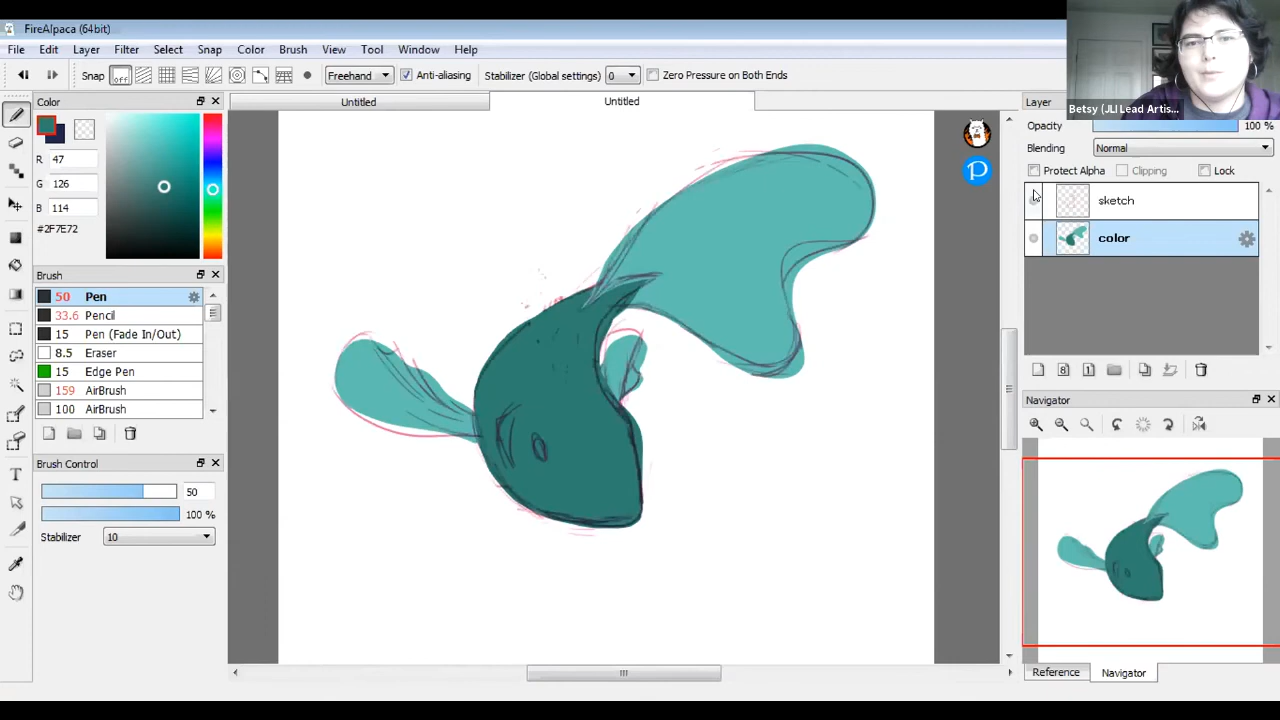 FireAlpaca (64bit)
File Edit Layer Filter Select Snap Color Brush View Tool Window Help
Snap off Freehand Anti-aliasing Stabilizer (Global settings) 0 Zero Pressure on Both Ends
Betsy (JLI Lead Artis...
Color
Untitled
Untitled
Layer
Opacity 100 %
Blending Normal
Protect Alpha Clipping Lock
R 47
G 126
B 114
#2F7E72
sketch
color
Brush
50 Pen
33.6 Pencil
15 Pen (Fade In/Out)
8.5 Eraser
15 Edge Pen
159 AirBrush
100 AirBrush
8 1
Navigator
Brush Control
50
100 %
Stabilizer 10
T
P
Reference Navigator